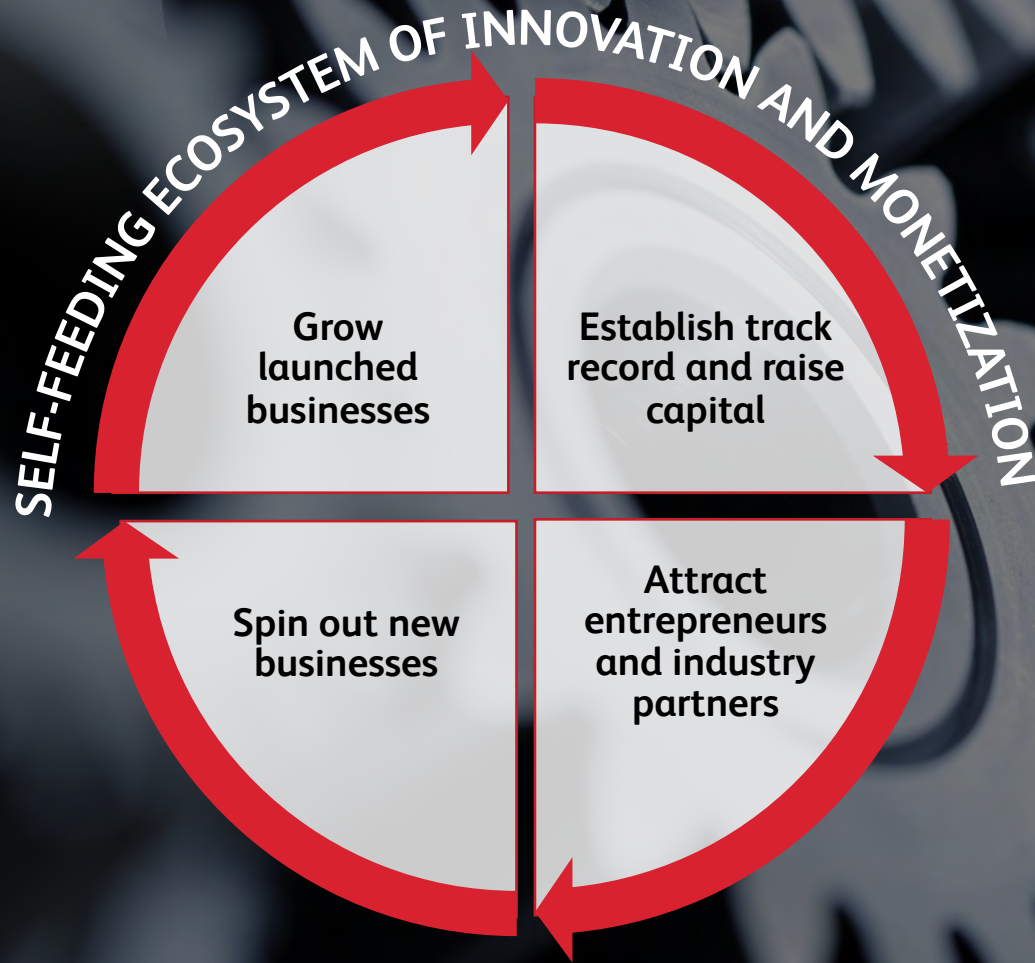 SELF-FEEDING ECOSYSTEM OF INNOVATION AND MONETIZATION
Grow
launched
businesses
Establish track
record and raise
capital
Spin out new
businesses
Attract
entrepreneurs
and industry
partners